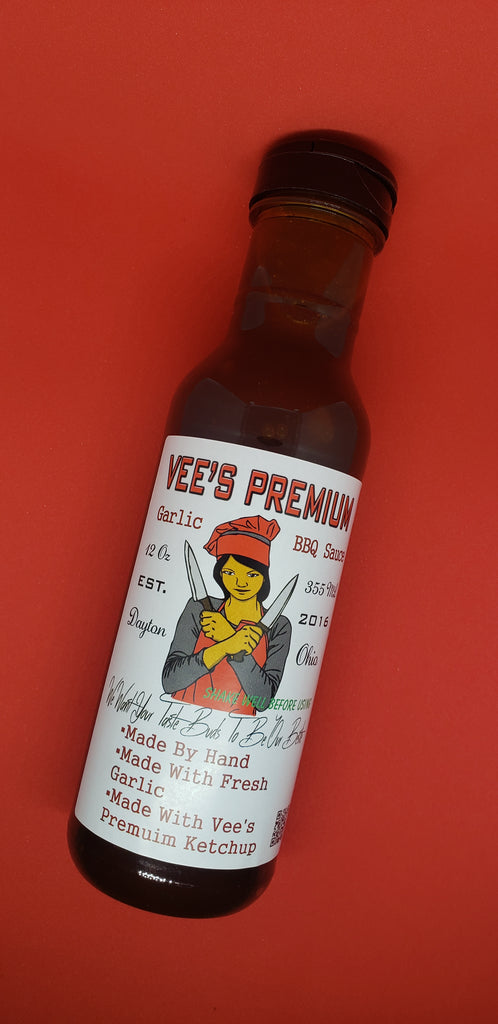 VEE'S PREMIUM
Garlic BBQ Sauce
12 Oz 355 Ml
EST. 2016
Dayton Ohio
SHAKE WELL BEFORE USING
We Want Your Taste Buds To Be Our
•Made By Hand
•Made With Fresh
Garlic
•Made With Vee's
Premuim Ketchup